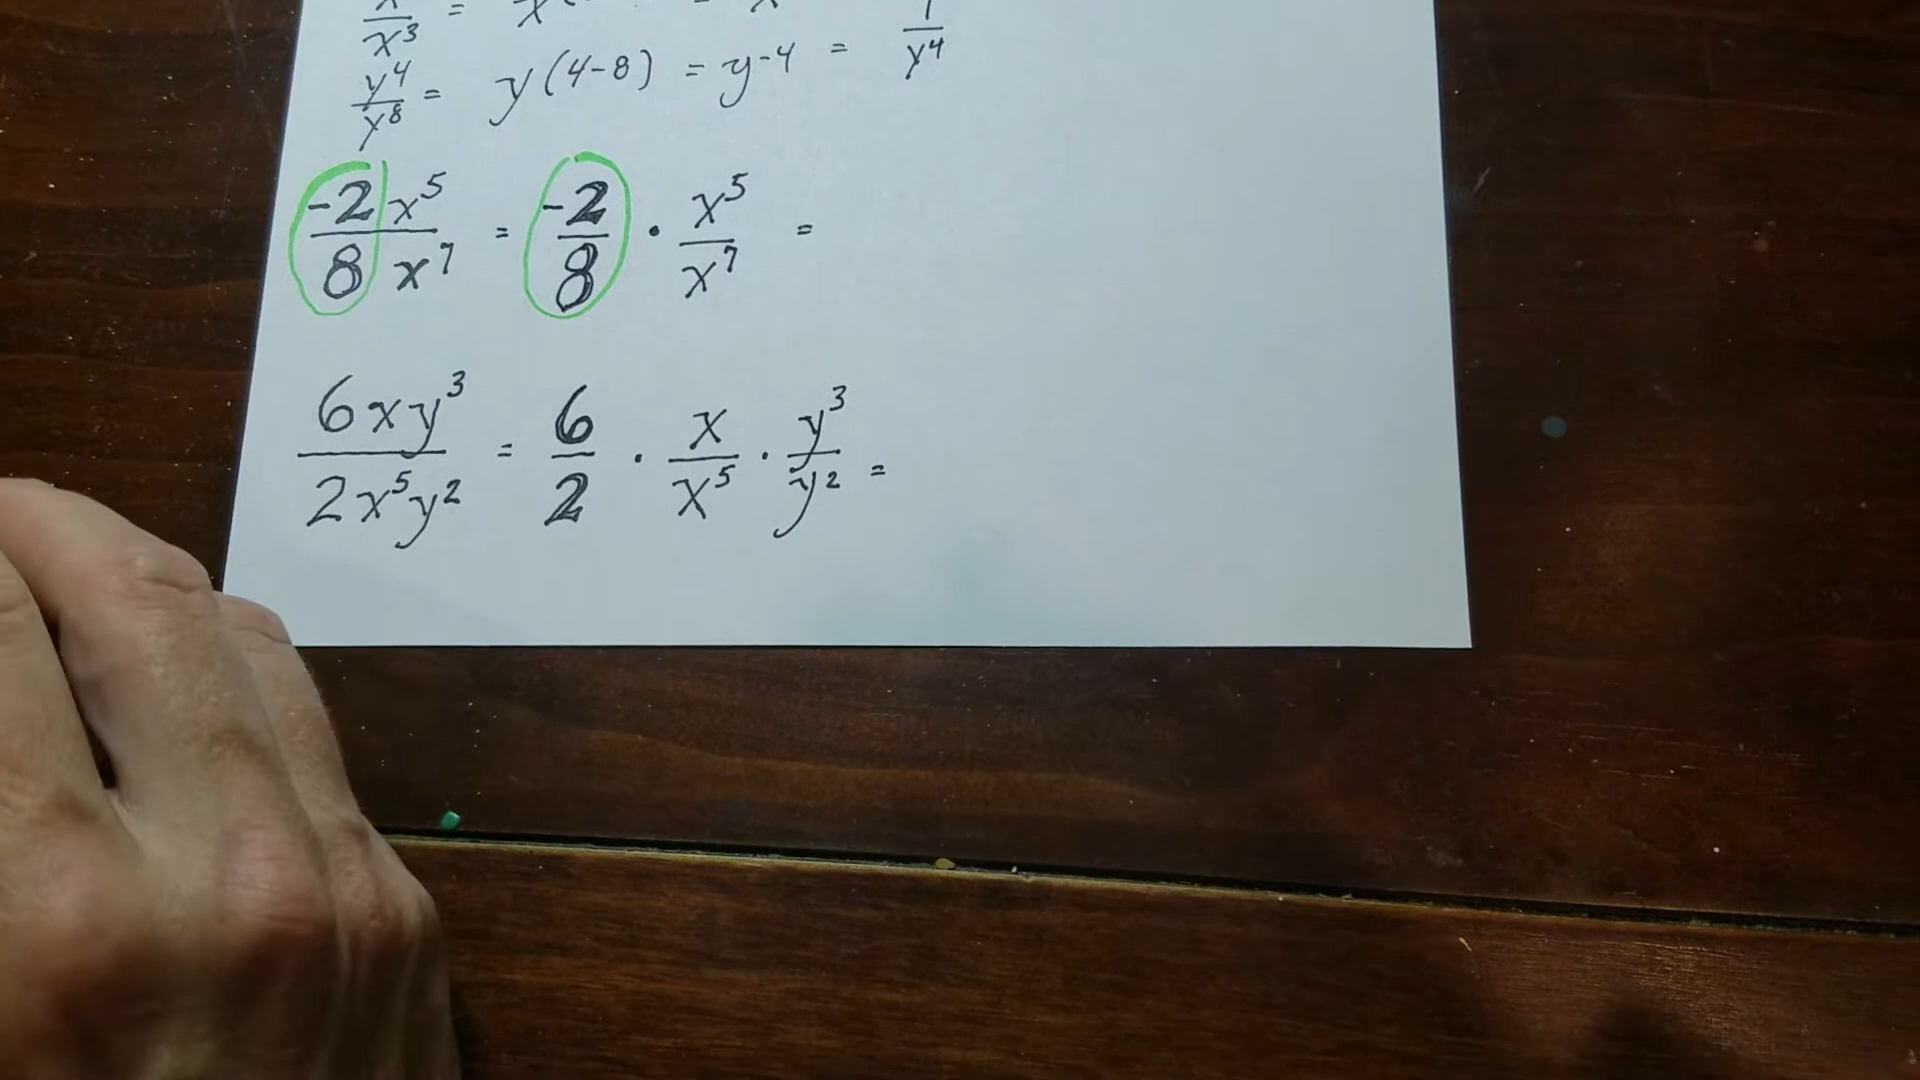 x/x³ = x = x
y⁴/y⁸ = y(4-8) = y-4 = 1/y⁴
-2x⁵/8x⁷ = -2/8 · x⁵/x⁷ =
6xy³/2x⁵y² = 6/2 · x/x⁵ · y³/y² =